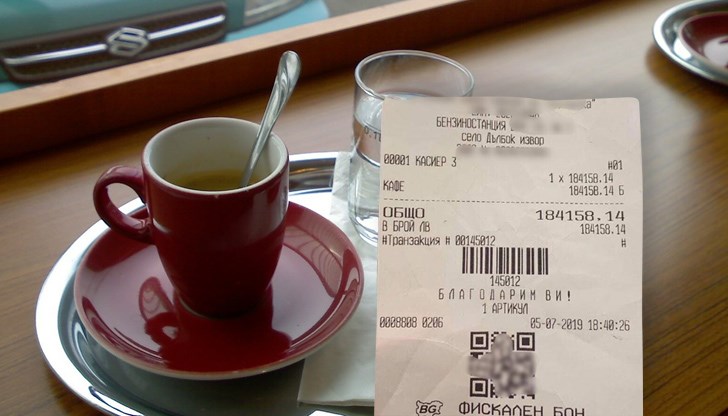 БЕНЗИНОСТАНЦИЯ
село Дълбок извор
00001 КАСИЕР 3 #01
1 x 184158.14
КАФЕ 184158.14 Б
ОБЩО 184158.14
В БРОЙ ЛВ 184158.14
#Транзакция # 00145012 #
145012
БЛАГОДАРИМ ВИ!
1 АРТИКУЛ
0008808 0206 05-07-2019 18:40:26
BG ФИСКАЛЕН БОН